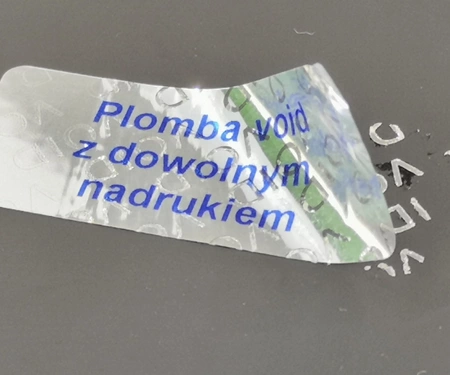 Plomba void
z dowolnym
nadrukiem